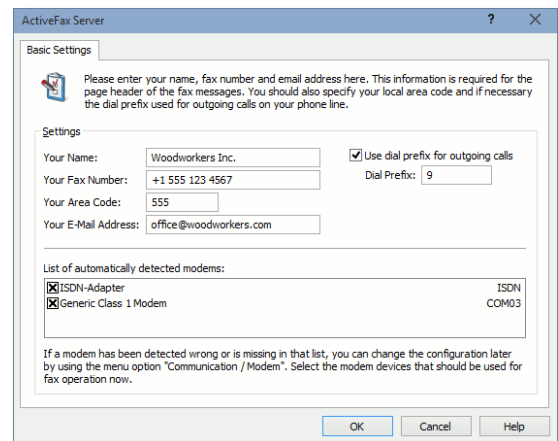 ActiveFax Server
Basic Settings
Please enter your name, fax number and email address here. This information is required for the
page header of the fax messages. You should also specify your local area code and if necessary
the dial prefix used for outgoing calls on your phone line.
Settings
Your Name: Woodworkers Inc.
Use dial prefix for outgoing calls
Your Fax Number: +1 555 123 4567
Dial Prefix: 9
Your Area Code: 555
Your E-Mail Address: office@woodworkers.com
List of automatically detected modems:
ISDN-Adapter ISDN
Generic Class 1 Modem COM03
If a modem has been detected wrong or is missing in that list, you can change the configuration later
by using the menu option "Communication / Modem". Select the modem devices that should be used for
fax operation now.
OK Cancel Help